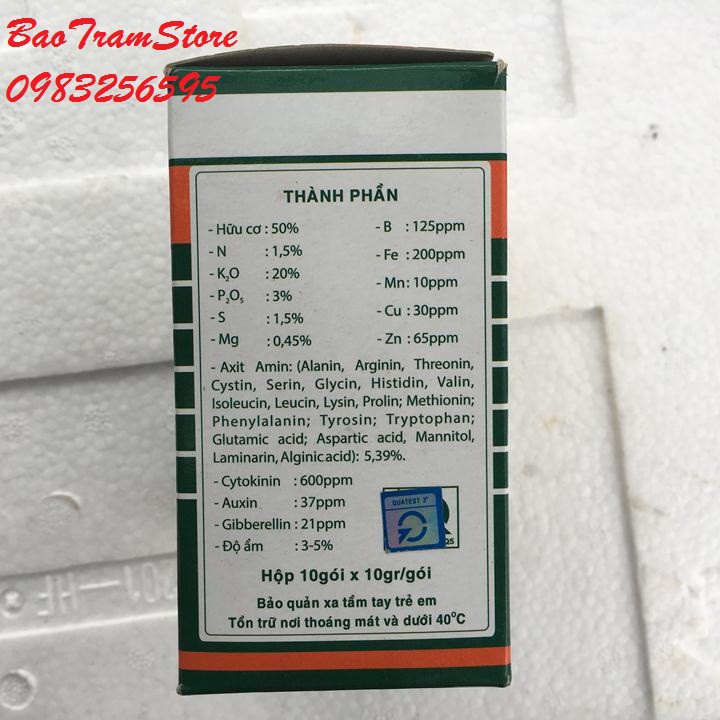 BaoTramStore
0983256595
THÀNH PHẦN
- Hữu cơ : 50%
- N : 1,5%
- K₂O : 20%
- P₂O₅ : 3%
- S : 1,5%
- Mg : 0,45%
- B : 125ppm
- Fe : 200ppm
- Mn : 10ppm
- Cu : 30ppm
- Zn : 65ppm
- Axit Amin: (Alanin, Arginin, Threonin,
Cystin, Serin, Glycin, Histidin, Valin,
Isoleucin, Leucin, Lysin, Prolin; Methionin;
Phenylalanin; Tyrosin; Tryptophan;
Glutamic acid; Aspartic acid, Mannitol,
Laminarin, Alginic acid): 5,39%.
- Cytokinin : 600ppm
- Auxin : 37ppm
- Gibberellin : 21ppm
- Độ ẩm : 3-5%
QUATEST 3
Hộp 10gói x 10gr/gói
Bảo quản xa tầm tay trẻ em
Tồn trữ nơi thoáng mát và dưới 40°C